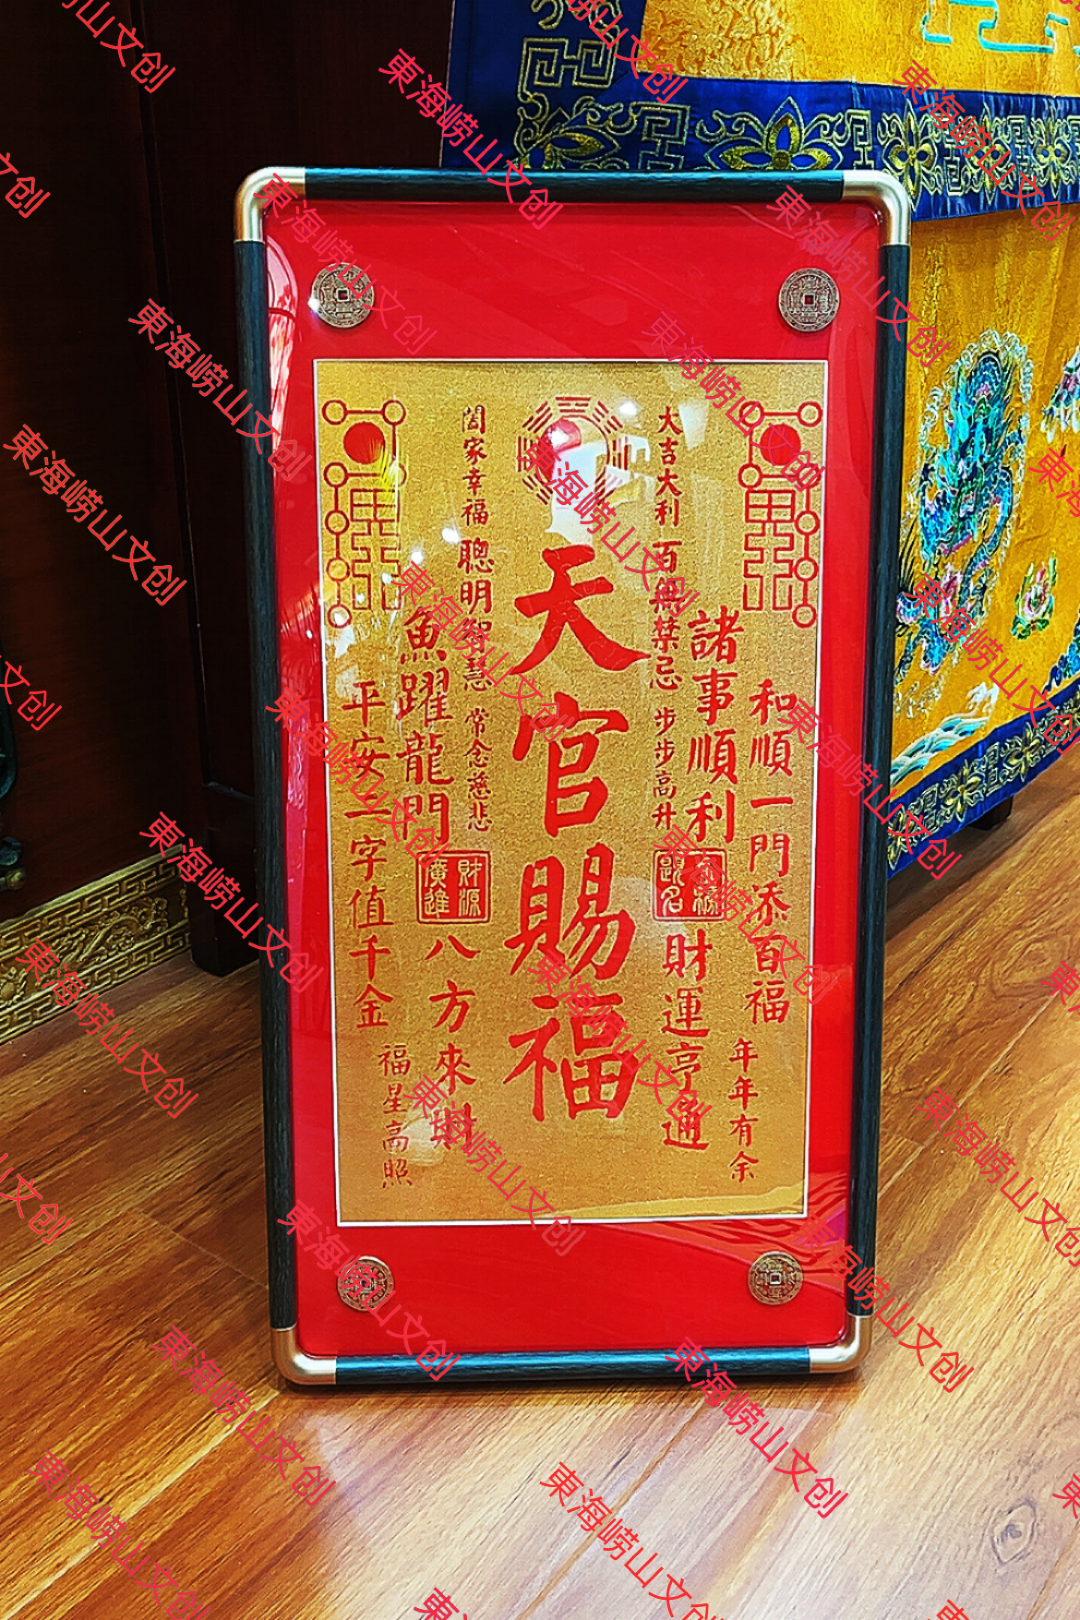 天官賜福
大吉大利 百無禁忌 步步高升
諸事順利
和順一門添百福
財運亨通
年年有余
闔家幸福 聰明智慧 常念慈悲
魚躍龍門
財源廣進
平安一字值千金
八方來財
福星高照
東海崂山文创